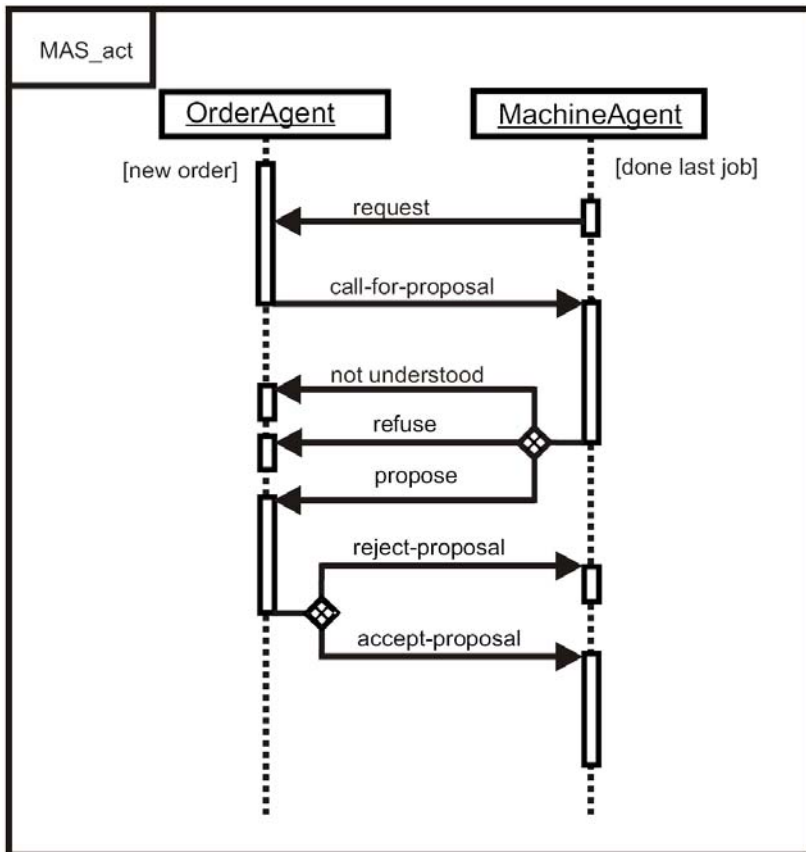 MAS_act
OrderAgent
MachineAgent
[new order]
[done last job]
request
call-for-proposal
not understood
refuse
propose
reject-proposal
accept-proposal